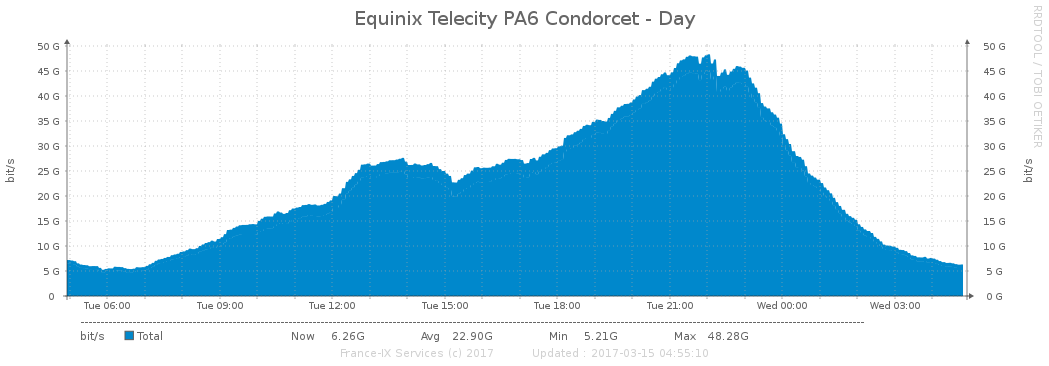 Equinix Telecity PA6 Condorcet - Day
RRDTOOL / TOBI OETIKER
bit/s
50 G 50 G
45 G 45 G
40 G 40 G
35 G 35 G
30 G 30 G
25 G 25 G
20 G 20 G
15 G 15 G
10 G 10 G
5 G 5 G
0 0 G
bit/s
Tue 06:00 Tue 09:00 Tue 12:00 Tue 15:00 Tue 18:00 Tue 21:00 Wed 00:00 Wed 03:00
bit/s Total Now 6.26G Avg 22.90G Min 5.21G Max 48.28G
France-IX Services (c) 2017 Updated : 2017-03-15 04:55:10